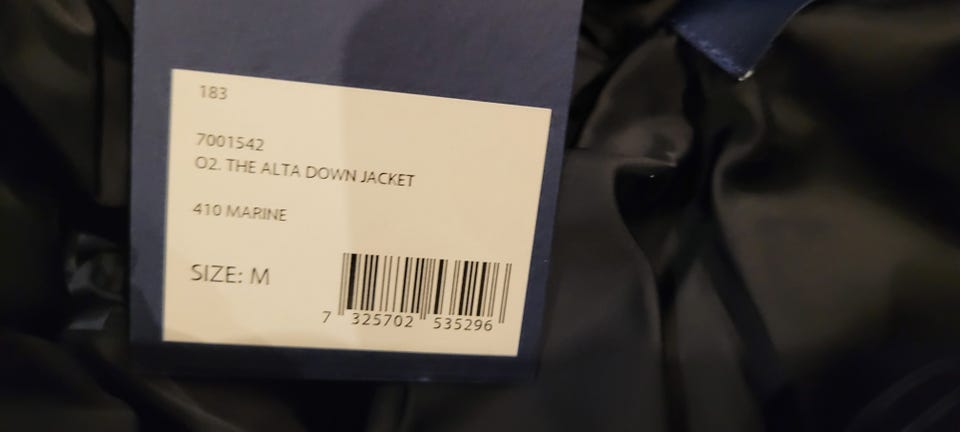 183
7001542
O2. THE ALTA DOWN JACKET
410 MARINE
SIZE: M
7 325702 535296